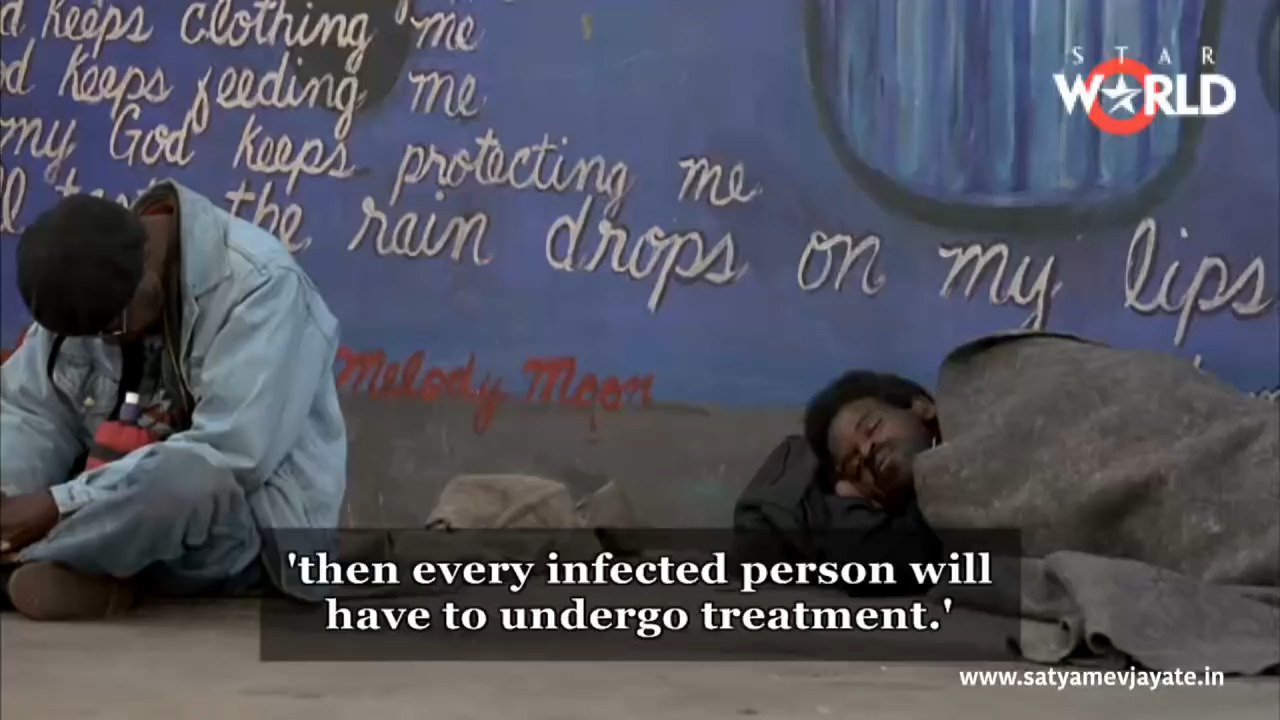 keeps clothing me
keeps feeding me
my God keeps protecting me
the rain drops on my lips
Melody Moon
STAR
WORLD
'then every infected person will
have to undergo treatment.'
www.satyamevjayate.in